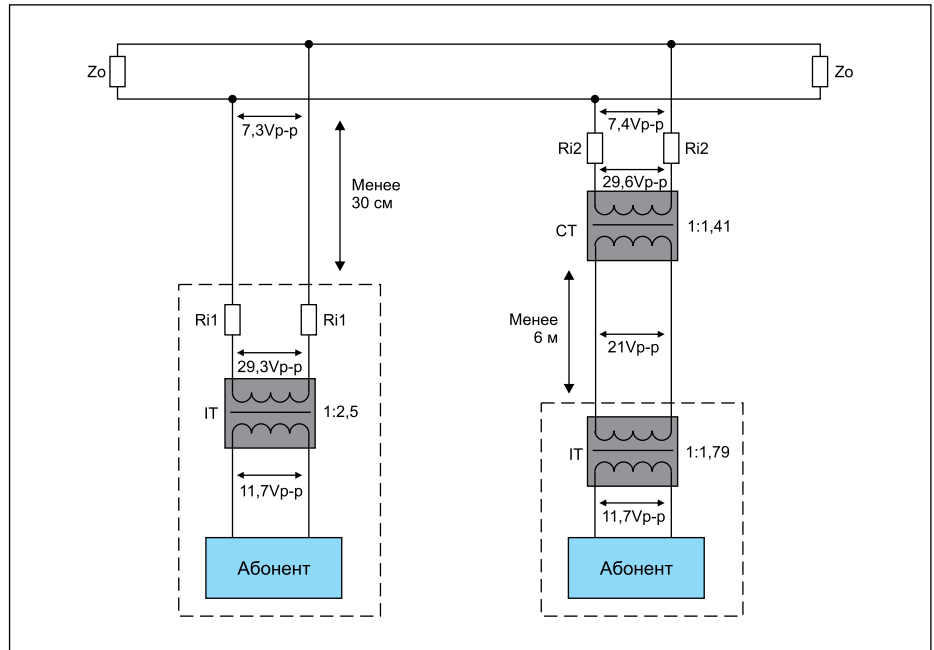 Zo
Zo
7,3Vp-p
7,4Vp-p
Ri2
Ri2
Менее
30 см
29,6Vp-p
CT
1:1,41
Ri1
Ri1
Менее
6 м
21Vp-p
29,3Vp-p
IT
1:2,5
IT
1:1,79
11,7Vp-p
11,7Vp-p
Абонент
Абонент